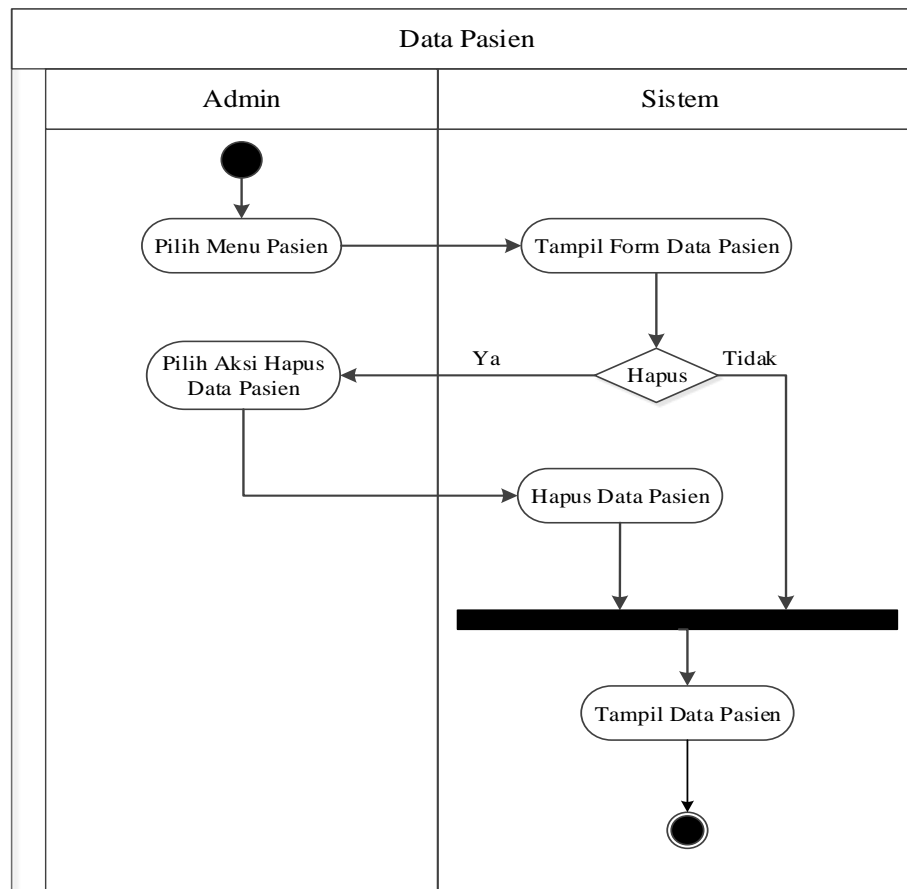 Data Pasien
Admin
Sistem
Pilih Menu Pasien
Tampil Form Data Pasien
Pilih Aksi Hapus
Data Pasien
Ya
Hapus
Tidak
Hapus Data Pasien
Tampil Data Pasien